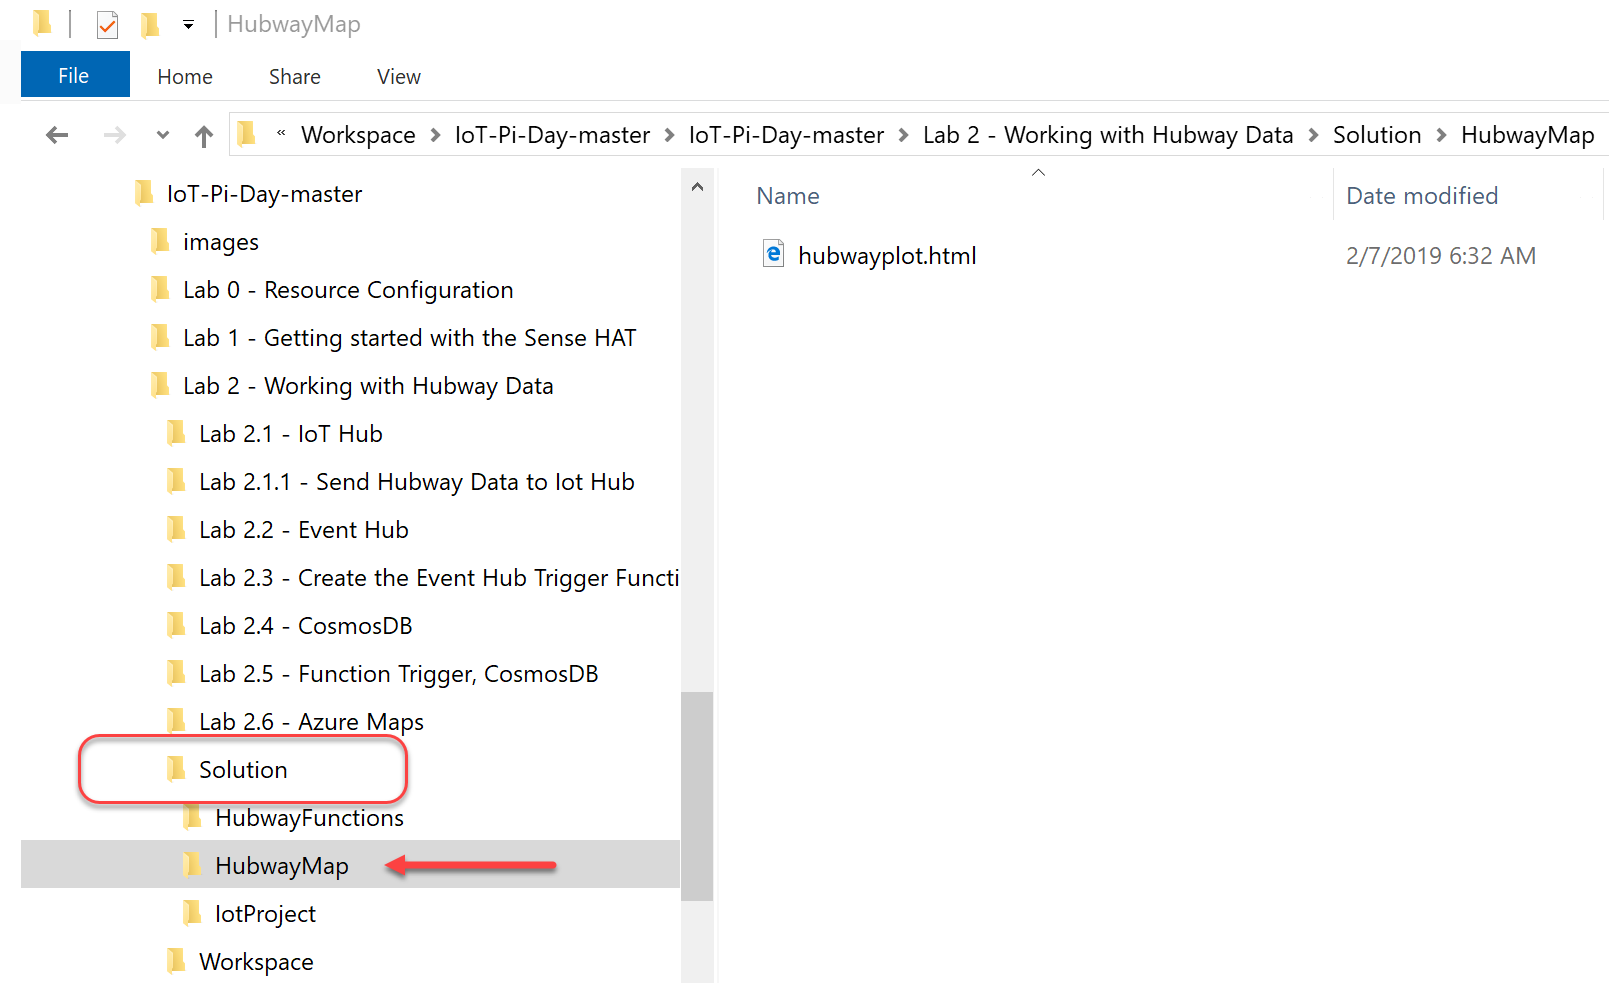 HubwayMap
File Home Share View
« Workspace > IoT-Pi-Day-master > IoT-Pi-Day-master > Lab 2 - Working with Hubway Data > Solution > HubwayMap
IoT-Pi-Day-master
images
Lab 0 - Resource Configuration
Lab 1 - Getting started with the Sense HAT
Lab 2 - Working with Hubway Data
Lab 2.1 - IoT Hub
Lab 2.1.1 - Send Hubway Data to Iot Hub
Lab 2.2 - Event Hub
Lab 2.3 - Create the Event Hub Trigger Functi
Lab 2.4 - CosmosDB
Lab 2.5 - Function Trigger, CosmosDB
Lab 2.6 - Azure Maps
Solution
HubwayFunctions
HubwayMap
IotProject
Workspace
Name Date modified
hubwayplot.html 2/7/2019 6:32 AM